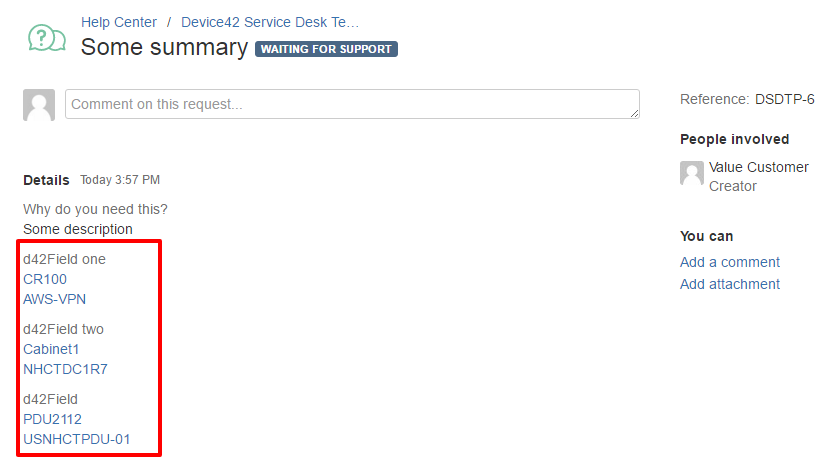 Help Center / Device42 Service Desk Te…
Some summary WAITING FOR SUPPORT
Comment on this request...
Reference: DSDTP-6
People involved
Value Customer
Creator
Details Today 3:57 PM
Why do you need this?
Some description
d42Field one
CR100
AWS-VPN
d42Field two
Cabinet1
NHCTDC1R7
d42Field
PDU2112
USNHCTPDU-01
You can
Add a comment
Add attachment